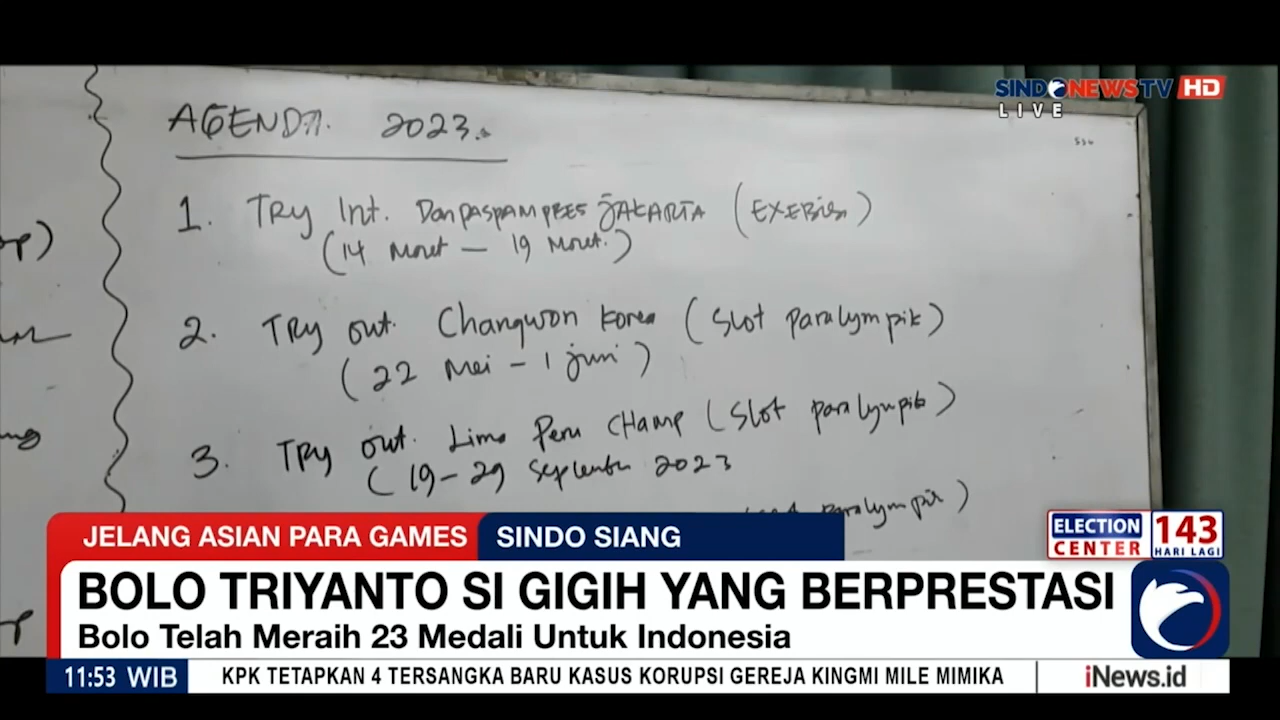 SINDONEWSTV HD
LIVE
AGENDA 2023.
1. TRY Int. DanPASPAMPRES JAKARTA (EXEBISI)
(14 Maret — 19 Maret.)
2. TRY out. Changwon Korea (Slot Paralympik)
(22 Mei - 1 Juni)
3. TRY out. Lima Peru CHamp (Slot paralympik)
(19-29 September 2023
paralympik)
JELANG ASIAN PARA GAMES
SINDO SIANG
ELECTION CENTER 143 HARI LAGI
BOLO TRIYANTO SI GIGIH YANG BERPRESTASI
Bolo Telah Meraih 23 Medali Untuk Indonesia
11:53 WIB
KPK TETAPKAN 4 TERSANGKA BARU KASUS KORUPSI GEREJA KINGMI MILE MIMIKA
iNews.id